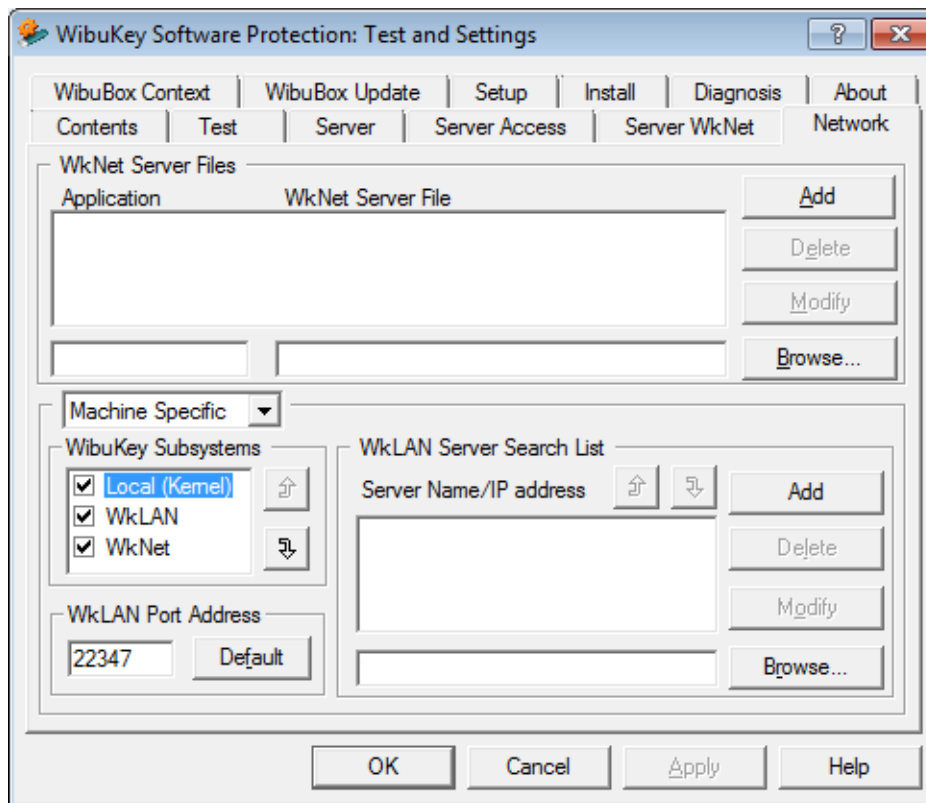 WibuKey Software Protection: Test and Settings
WibuBox Context WibuBox Update Setup Install Diagnosis About
Contents Test Server Server Access Server WkNet Network
WkNet Server Files
Application WkNet Server File
Add
Delete
Modify
Browse...
Machine Specific
WibuKey Subsystems
Local (Kernel)
WkLAN
WkNet
WkLAN Port Address
22347 Default
WkLAN Server Search List
Server Name/IP address
Add
Delete
Modify
Browse...
OK Cancel Apply Help